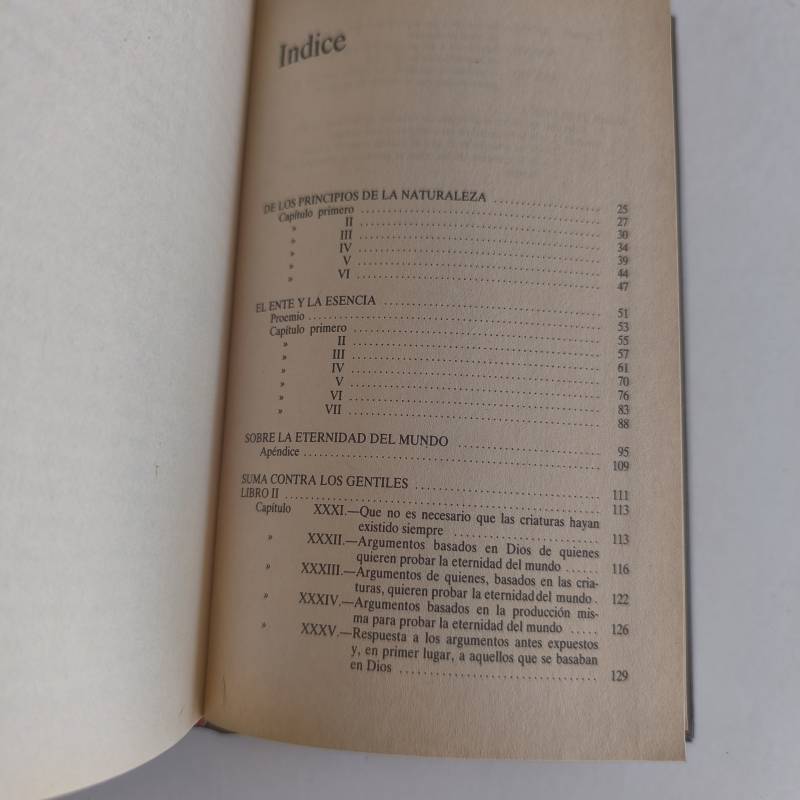 Indice
DE LOS PRINCIPIOS DE LA NATURALEZA ........ 25
Capítulo primero ........ 27
» II ........ 30
» III ........ 34
» IV ........ 39
» V ........ 44
» VI ........ 47
EL ENTE Y LA ESENCIA ........ 51
Proemio ........ 53
Capítulo primero ........ 55
» II ........ 57
» III ........ 61
» IV ........ 70
» V ........ 76
» VI ........ 83
» VII ........ 88
SOBRE LA ETERNIDAD DEL MUNDO ........ 95
Apéndice ........ 109
SUMA CONTRA LOS GENTILES ........ 111
LIBRO II ........ 113
Capítulo XXXI.—Que no es necesario que las criaturas hayan
existido siempre ........ 113
» XXXII.—Argumentos basados en Dios de quienes
quieren probar la eternidad del mundo ...... 116
» XXXIII.—Argumentos de quienes, basados en las cria-
turas, quieren probar la eternidad del mundo . 122
» XXXIV.—Argumentos basados en la producción mis-
ma para probar la eternidad del mundo ..... 126
» XXXV.—Respuesta a los argumentos antes expuestos
y, en primer lugar, a aquellos que se basaban
en Dios ........ 129